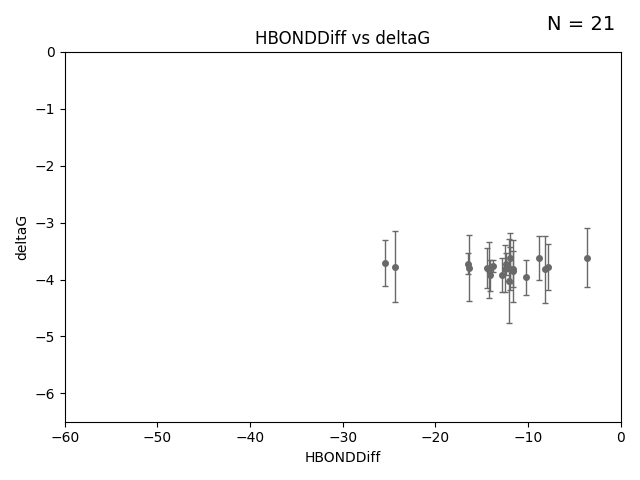 N = 21
HBONDDiff vs deltaG
0
−1
−2
−3
−4
−5
−6
deltaG
−60 −50 −40 −30 −20 −10 0
HBONDDiff